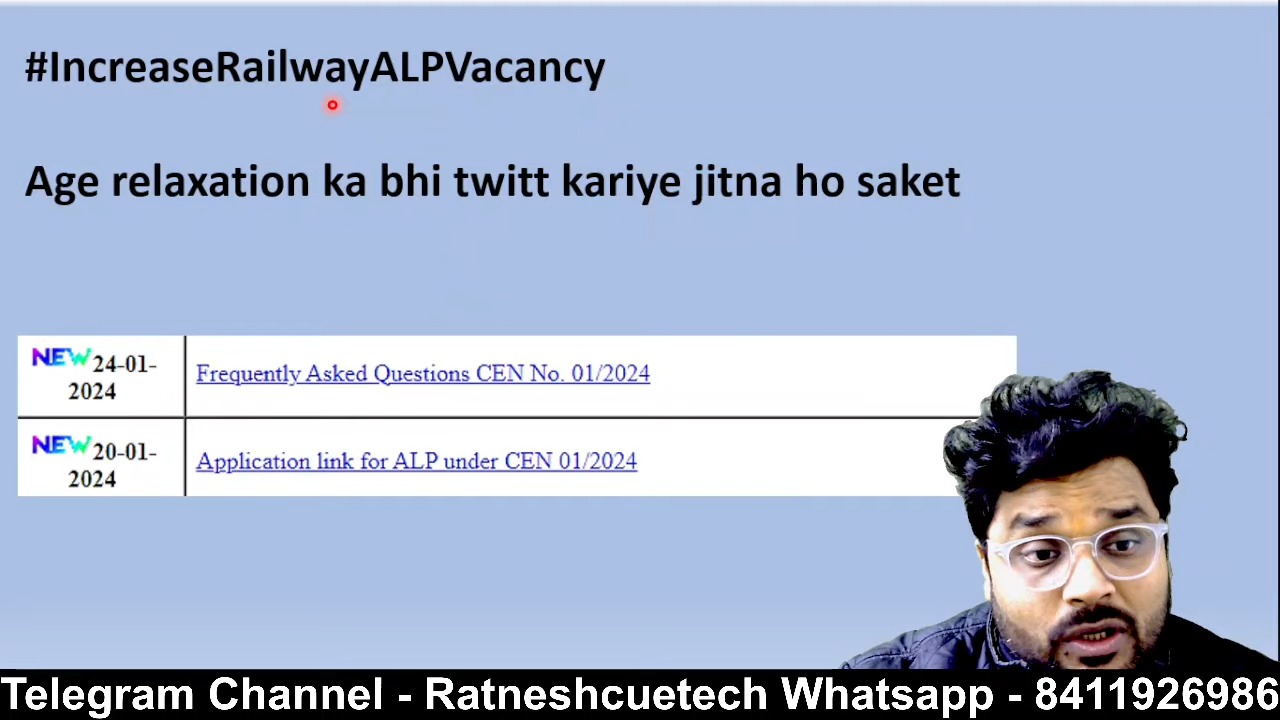 #IncreaseRailwayALPVacancy
Age relaxation ka bhi twitt kariye jitna ho saket
NEW 24-01-
2024
Frequently Asked Questions CEN No. 01/2024
NEW 20-01-
2024
Application link for ALP under CEN 01/2024
Telegram Channel - Ratneshcuetech Whatsapp - 8411926986